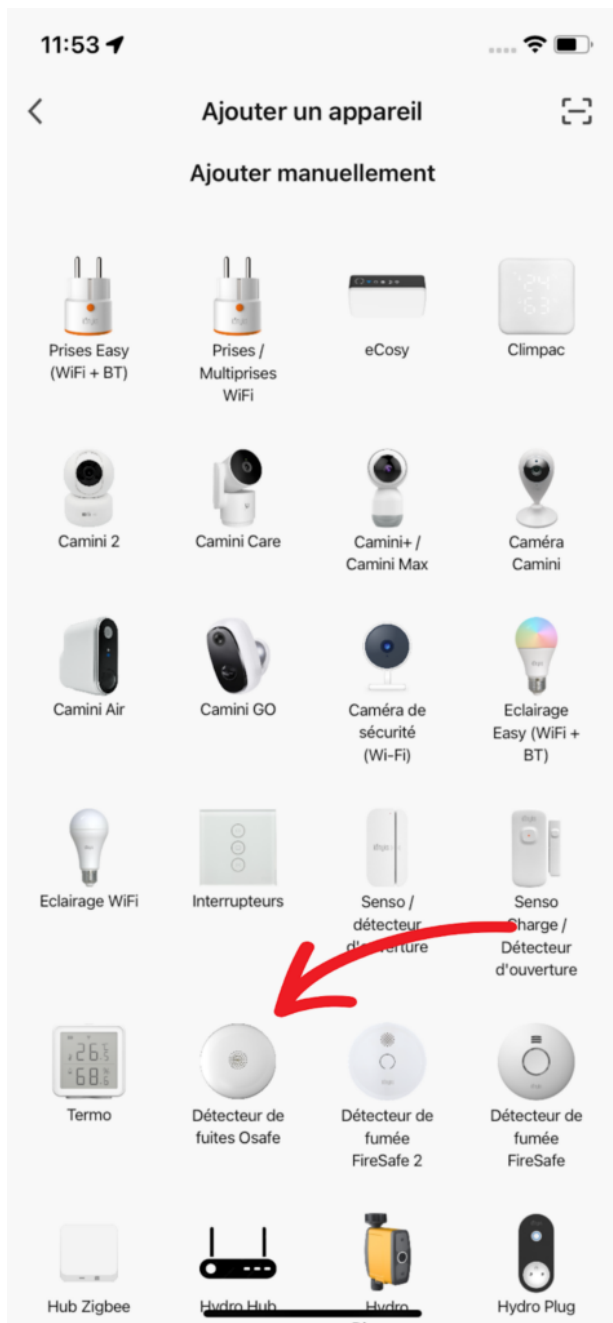 11:53
Ajouter un appareil
Ajouter manuellement
Prises Easy
(WiFi + BT)
Prises /
Multiprises
WiFi
eCosy
Climpac
Camini 2
Camini Care
Camini+ /
Camini Max
Caméra
Camini
Camini Air
Camini GO
Caméra de
sécurité
(Wi-Fi)
Eclairage
Easy (WiFi +
BT)
Eclairage WiFi
Interrupteurs
Senso /
détecteur
d'ouverture
Senso
Charge /
Détecteur
d'ouverture
Termo
Détecteur de
fuites Osafe
Détecteur de
fumée
FireSafe 2
Détecteur de
fumée
FireSafe
Hub Zigbee
Hydro Hub
Hydro
Hydro Plug